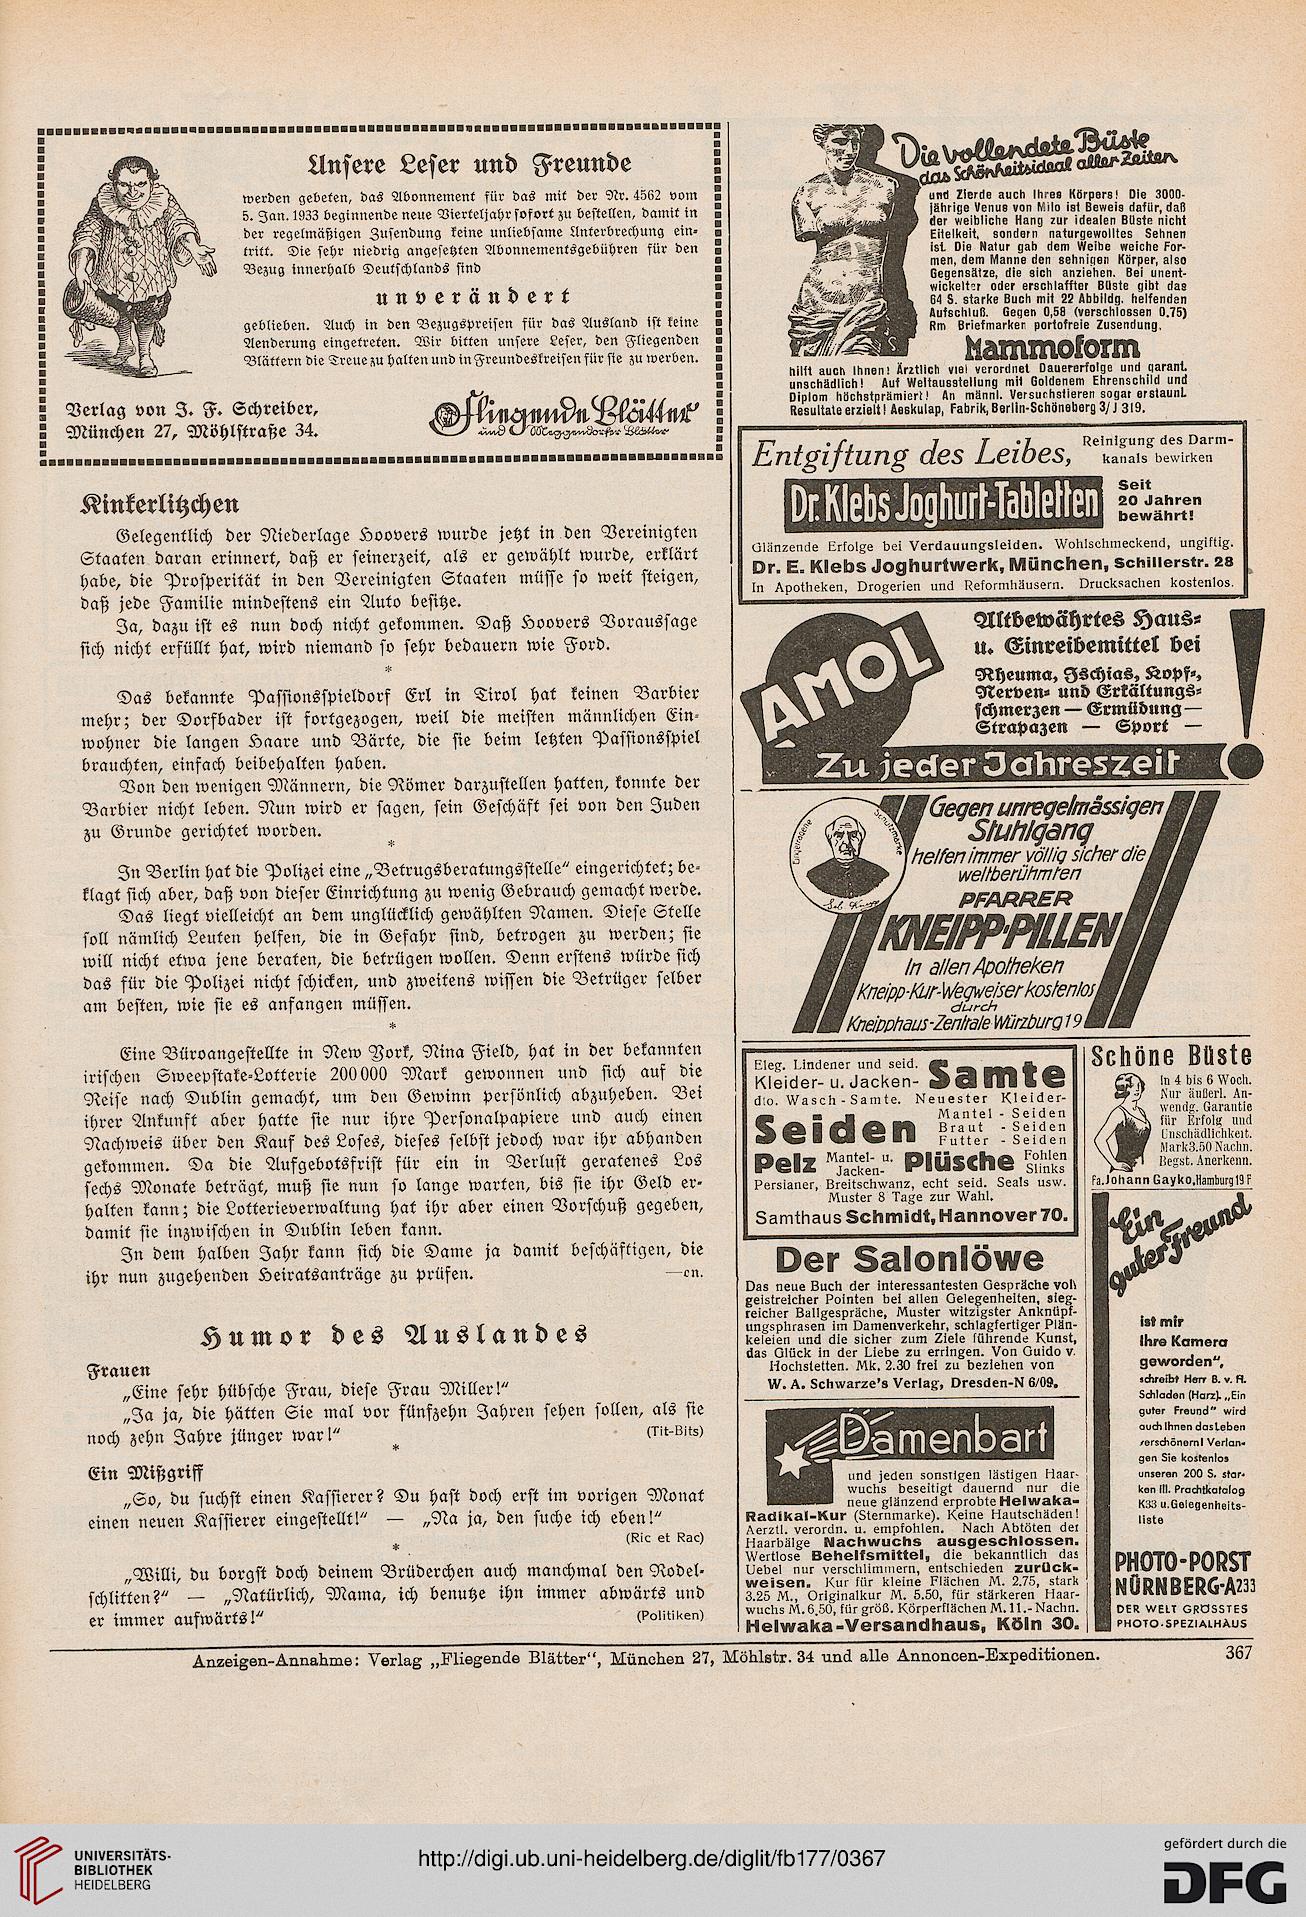 Unsere Leser und Freunde
werden gebeten, das Abonnement für das mit der Nr. 4562 vom
5. Jan. 1933 beginnende neue Vierteljahr sofort zu bestellen, damit in
der regelmäßigen Zusendung keine unliebsame Unterbrechung ein-
tritt. Die sehr niedrig angesetzten Abonnementsgebühren für den
Bezug innerhalb Deutschlands sind
unverändert
geblieben. Auch in den Bezugspreisen für das Ausland ist keine
Aenderung eingetreten. Wir bitten unsere Leser, den Fliegenden
Blättern die Treue zu halten und in Freundeskreisen für sie zu werben.
Verlag von J. F. Schreiber,
München 27, Möhlstraße 34.
Fliegende Blätter
und Meggendorfer Blätter
Kinkerlitzchen
Gelegentlich der Niederlage Hoovers wurde jetzt in den Vereinigten
Staaten daran erinnert, daß er seinerzeit, als er gewählt wurde, erklärt
habe, die Prosperität in den Vereinigten Staaten müsse so weit steigen,
daß jede Familie mindestens ein Auto besitze.
Ja, dazu ist es nun doch nicht gekommen. Daß Hoovers Voraussage
sich nicht erfüllt hat, wird niemand so sehr bedauern wie Ford.
*
Das bekannte Passionsspieldorf Erl in Tirol hat keinen Barbier
mehr; der Dorfbader ist fortgezogen, weil die meisten männlichen Ein-
wohner die langen Haare und Bärte, die sie beim letzten Passionsspiel
brauchten, einfach beibehalten haben.
Von den wenigen Männern, die Römer darzustellen hatten, konnte der
Barbier nicht leben. Nun wird er sagen, sein Geschäft sei von den Juden
zu Grunde gerichtet worden.
*
In Berlin hat die Polizei eine „Betrugsberatungsstelle“ eingerichtet; be-
klagt sich aber, daß von dieser Einrichtung zu wenig Gebrauch gemacht werde.
Das liegt vielleicht an dem unglücklich gewählten Namen. Diese Stelle
soll nämlich Leuten helfen, die in Gefahr sind, betrogen zu werden; sie
will nicht etwa jene beraten, die betrügen wollen. Denn erstens würde sich
das für die Polizei nicht schicken, und zweitens wissen die Betrüger selber
am besten, wie sie es anfangen müssen.
*
Eine Büroangestellte in New York, Nina Field, hat in der bekannten
irischen Sweepstake-Lotterie 200000 Mark gewonnen und sich auf die
Reise nach Dublin gemacht, um den Gewinn persönlich abzuheben. Bei
ihrer Ankunft aber hatte sie nur ihre Personalpapiere und auch einen
Nachweis über den Kauf des Loses, dieses selbst jedoch war ihr abhanden
gekommen. Da die Aufgebotsfrist für ein in Verlust geratenes Los
sechs Monate beträgt, muß sie nun so lange warten, bis sie ihr Geld er-
halten kann; die Lotterieverwaltung hat ihr aber einen Vorschuß gegeben,
damit sie inzwischen in Dublin leben kann.
In dem halben Jahr kann sich die Dame ja damit beschäftigen, die
ihr nun zugehenden Heiratsanträge zu prüfen. —on.
Humor des Auslandes
Frauen
„Eine sehr hübsche Frau, diese Frau Miller!“
„Ja ja, die hätten Sie mal vor fünfzehn Jahren sehen sollen, als sie
noch zehn Jahre jünger war!“ (Tit-Bits)
*
Ein Mißgriff
„So, du suchst einen Kassierer? Du hast doch erst im vorigen Monat
einen neuen Kassierer eingestellt!“ — „Na ja, den suche ich eben!“
(Ric et Rac)
*
„Willi, du borgst doch deinem Brüderchen auch manchmal den Rodel-
schlitten?“ — „Natürlich, Mama, ich benutze ihn immer abwärts und
er immer aufwärts!“ (Politiken)
Die vollendete Büste
das Schönheitsideal aller Zeiten
und Zierde auch Ihres Körpers! Die 3000-
jährige Venus von Milo ist Beweis dafür, daß
der weibliche Hang zur idealen Büste nicht
Eitelkeit, sondern naturgewolltes Sehnen
ist. Die Natur gab dem Weibe weiche For-
men, dem Manne den sehnigen Körper, also
Gegensätze, die sich anziehen. Bei unent-
wickelter oder erschlaffter Büste gibt das
64 S. starke Buch mit 22 Abbildg. helfenden
Aufschluß. Gegen 0,58 (verschlossen 0.75)
Rm Briefmarken portofreie Zusendung.
Mammoform
hilft auch Ihnen! Ärztlich viel verordnet Dauererfolge und garant.
unschädlich! Auf Weltausstellung mit Goldenem Ehrenschild und
Diplom höchstprämiert! An männl. Versuchstieren sogar erstaunl.
Resultate erzielt! Aeskulap, Fabrik, Berlin-Schöneberg 3/J 319.
Entgiftung des Leibes, Reinigung des Darm-
kanals bewirken
Dr. Klebs Joghurt-Tabletten
Seit
20 Jahren
bewährt!
Glänzende Erfolge bei Verdauungsleiden. Wohlschmeckend, ungiftig.
Dr. E. Klebs Joghurtwerk, München, Schillerstr. 28
In Apotheken, Drogerien und Reformhäusern. Drucksachen kostenlos.
AMOL
Altbewährtes Haus-
u. Einreibemittel bei
Rheuma, Ischias, Kopf-,
Nerven- und Erkältungs-
schmerzen — Ermüdung —
Strapazen — Sport —
Zu jeder Jahreszeit!
Eingetragene Schutzmarke
Seb. Kneipp
Gegen unregelmässigen
Stuhlgang
helfen immer völlig sicher die
weltberühmten
PFARRER
KNEIPP-PILLEN
In allen Apotheken
Kneipp-Kur-Wegweiser kostenlos
durch
Kneipphaus-Zentrale Würzburg 19
Eleg. Lindener und seid.
Kleider- u. Jacken- Samte
dto. Wasch-Samte. Neuester Kleider-
Seiden
Mantel - Seiden
Braut - Seiden
Futter - Seiden
Pelz Mantel- u.
Jacken- Plüsche Fohlen
Slinks
Persianer, Breitschwanz, echt seid. Seals usw.
Muster 8 Tage zur Wahl.
Samthaus Schmidt, Hannover 70.
Schöne Büste
in 4 bis 6 Woch.
Nur äußerl. An-
wendg. Garantie
für Erfolg und
Unschädlichkeit.
Mark 3.50 Nachn.
Begst. Anerkenn.
Fa. Johann Gayko, Hamburg 19 F
Der Salonlöwe
Das neue Buch der interessantesten Gespräche voll
geistreicher Pointen bei allen Gelegenheiten, sieg-
reicher Ballgespräche, Muster witzigster Anknüpf-
ungsphrasen im Damenverkehr, schlagfertiger Plän-
keleien und die sicher zum Ziele führende Kunst,
das Glück in der Liebe zu erringen. Von Guido v.
Hochstetten. Mk. 2.30 frei zu beziehen von
W. A. Schwarze's Verlag, Dresden-N 6/09.
Damenbart
und jeden sonstigen lästigen Haar-
wuchs beseitigt dauernd nur die
neue glänzend erprobte Helwaka-
Radikal-Kur (Sternmarke). Keine Hautschäden!
Aerztl. verordn. u. empfohlen. Nach Abtöten der
Haarbälge Nachwuchs ausgeschlossen.
Wertlose Behelfsmittel, die bekanntlich das
Uebel nur verschlimmern, entschieden zurück-
weisen. Kur für kleine Flächen M. 2.75, stark
3.25 M., Originalkur M. 5.50, für stärkeren Haar-
wuchs M. 6.50, für größ. Körperflächen M. 11.- Nachn.
Helwaka-Versandhaus, Köln 30.
Ein
guter Freund
ist mir
Ihre Kamera
geworden“,
schreibt Herr B. v. A.
Schladen (Harz). „Ein
guter Freund“ wird
auch Ihnen das Leben
verschönern! Verlan-
gen Sie kostenlos
unseren 200 S. star-
ken Ill. Prachtkatalog
K33 u. Gelegenheits-
liste
PHOTO-PORST
NÜRNBERG-A233
DER WELT GRÖSSTES
PHOTO-SPEZIALHAUS
Anzeigen-Annahme: Verlag „Fliegende Blätter“, München 27, Möhlstr. 34 und alle Annoncen-Expeditionen.
367
UNIVERSITÄTS-
BIBLIOTHEK
HEIDELBERG
http://digi.ub.uni-heidelberg.de/diglit/fb177/0367
gefördert durch die
DFG